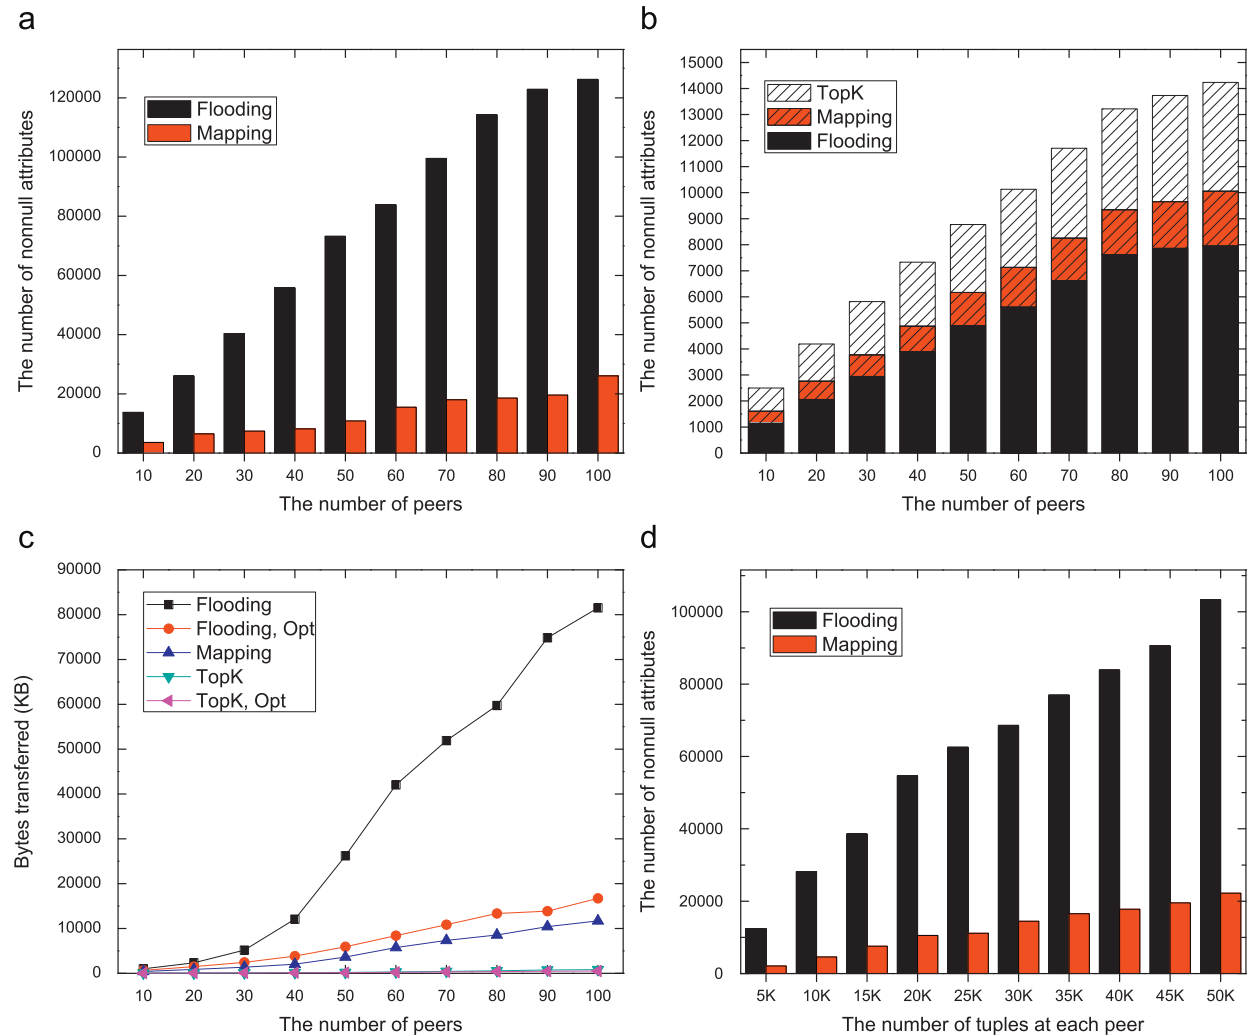 a
The number of nonnull attributes
120000
100000
80000
60000
40000
20000
0
Flooding
Mapping
10 20 30 40 50 60 70 80 90 100
The number of peers
b
The number of nonnull attributes
15000
14000
13000
12000
11000
10000
9000
8000
7000
6000
5000
4000
3000
2000
1000
0
TopK
Mapping
Flooding
10 20 30 40 50 60 70 80 90 100
The number of peers
c
Bytes transferred (KB)
90000
80000
70000
60000
50000
40000
30000
20000
10000
0
Flooding
Flooding, Opt
Mapping
TopK
TopK, Opt
10 20 30 40 50 60 70 80 90 100
The number of peers
d
The number of nonnull attributes
100000
80000
60000
40000
20000
0
Flooding
Mapping
5K 10K 15K 20K 25K 30K 35K 40K 45K 50K
The number of tuples at each peer